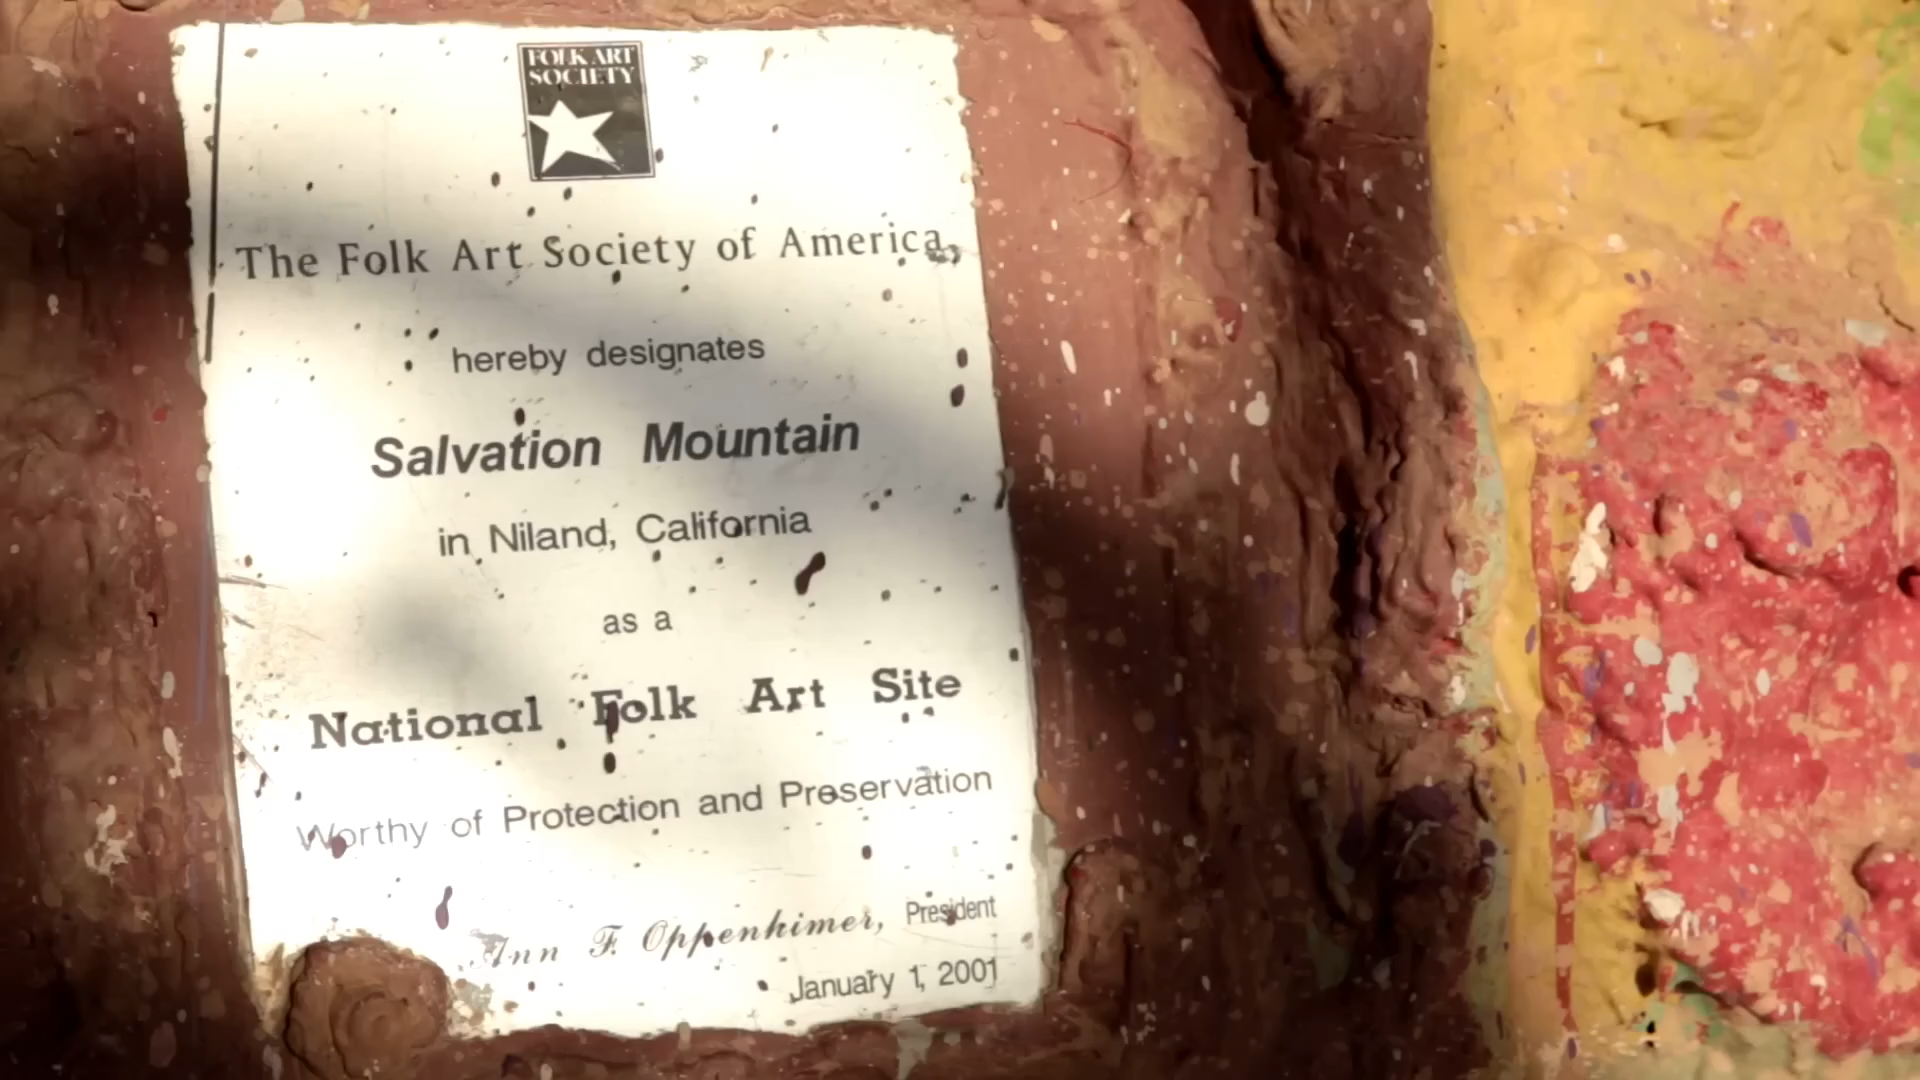 FOLK ART
SOCIETY
The Folk Art Society of America,
hereby designates
Salvation Mountain
in Niland, California
as a
National Folk Art Site
Worthy of Protection and Preservation
Ann F. Oppenhimer, President
January 1, 2001